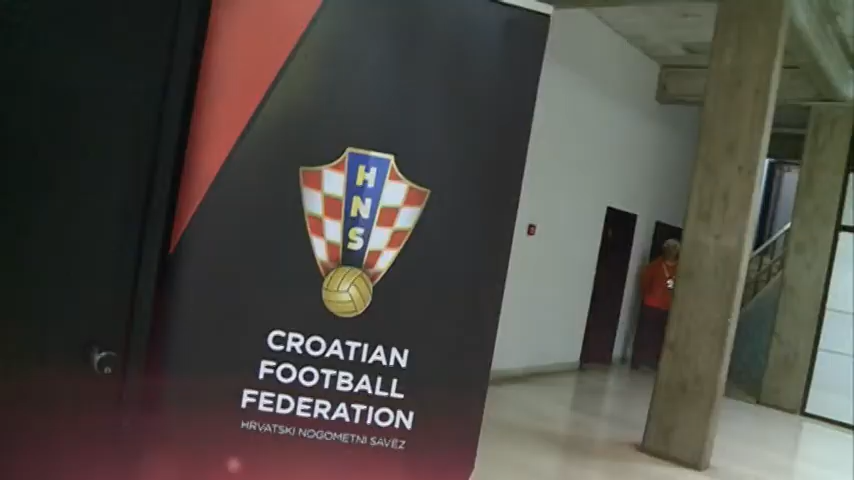 HNS
CROATIAN
FOOTBALL
FEDERATION
HRVATSKI NOGOMETNI SAVEZ